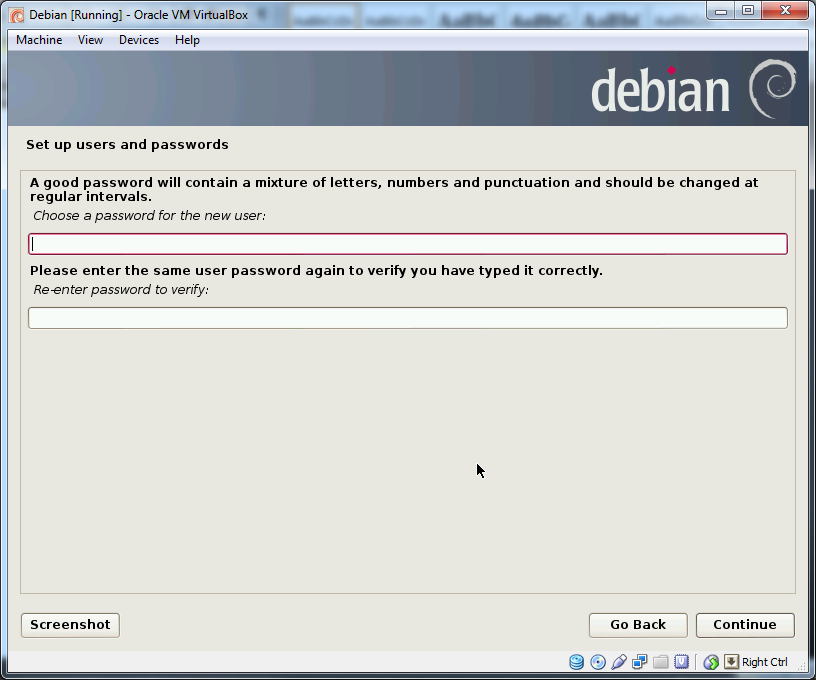 Debian [Running] - Oracle VM VirtualBox
Machine View Devices Help
debian
Set up users and passwords
A good password will contain a mixture of letters, numbers and punctuation and should be changed at
regular intervals.
Choose a password for the new user:
Please enter the same user password again to verify you have typed it correctly.
Re-enter password to verify:
Screenshot Go Back Continue
Right Ctrl